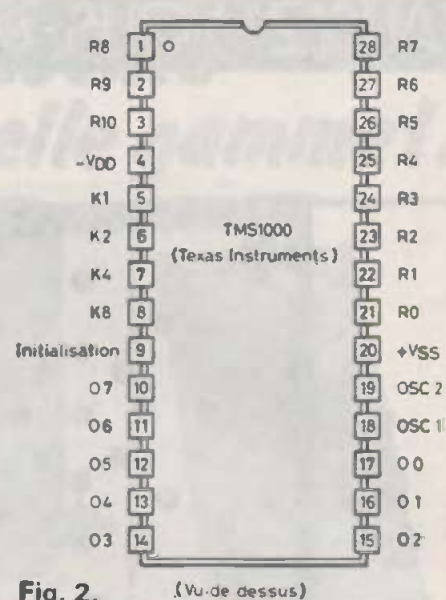 R8 1 28 R7
R9 2 27 R6
R10 3 26 R5
-VDD 4 25 R4
K1 5 24 R3
K2 6 TMS1000 23 R2
(Texas Instruments)
K4 7 22 R1
K8 8 21 R0
Initialisation 9 20 +VSS
O7 10 19 OSC 2
O6 11 18 OSC 1
O5 12 17 O0
O4 13 16 O1
O3 14 15 O2
Fig. 2. (Vu de dessus)